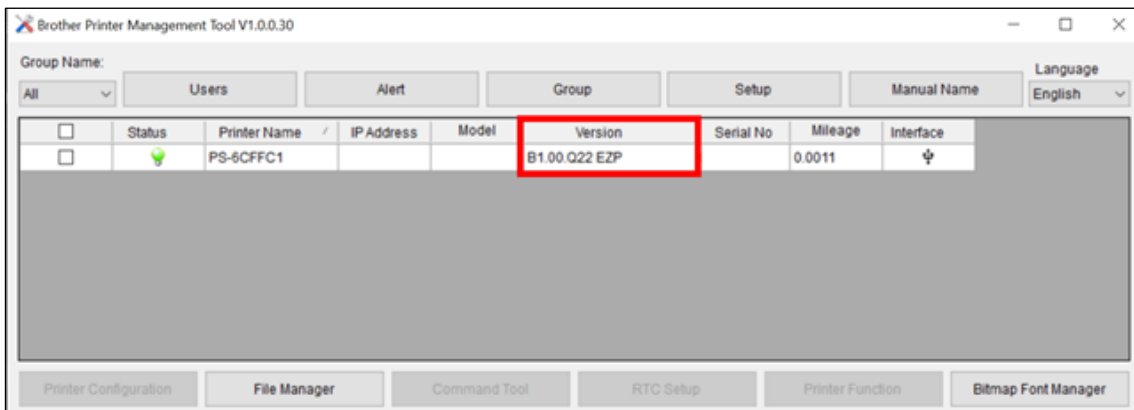 Brother Printer Management Tool V1.0.0.30
Group Name:
Language
All Users Alert Group Setup Manual Name English
Status Printer Name IP Address Model Version Serial No Mileage Interface
PS-6CFFC1 B1.00.Q22 EZP 0.0011
Printer Configuration File Manager Command Tool RTC Setup Printer Function Bitmap Font Manager